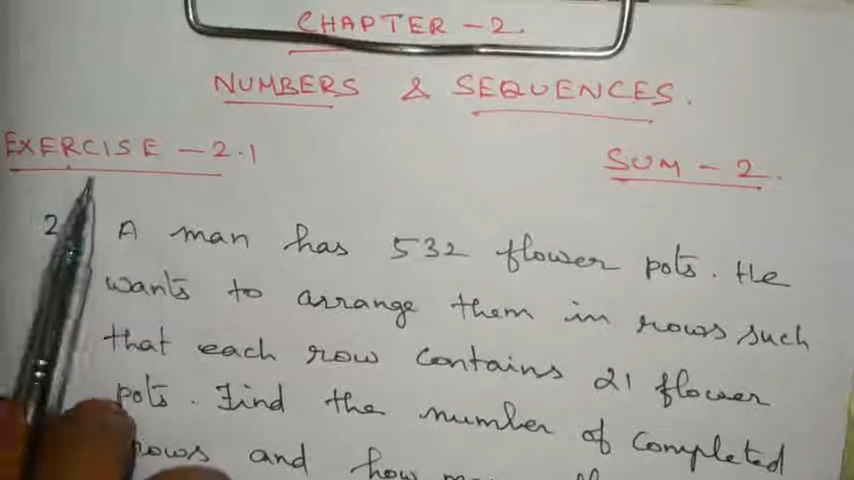 CHAPTER - 2
NUMBERS & SEQUENCES.
EXERCISE - 2.1
SUM - 2.
2 A man has 532 flower pots. He
wants to arrange them in rows such
that each row contains 21 flower
pots. Find the number of completed
rows and how